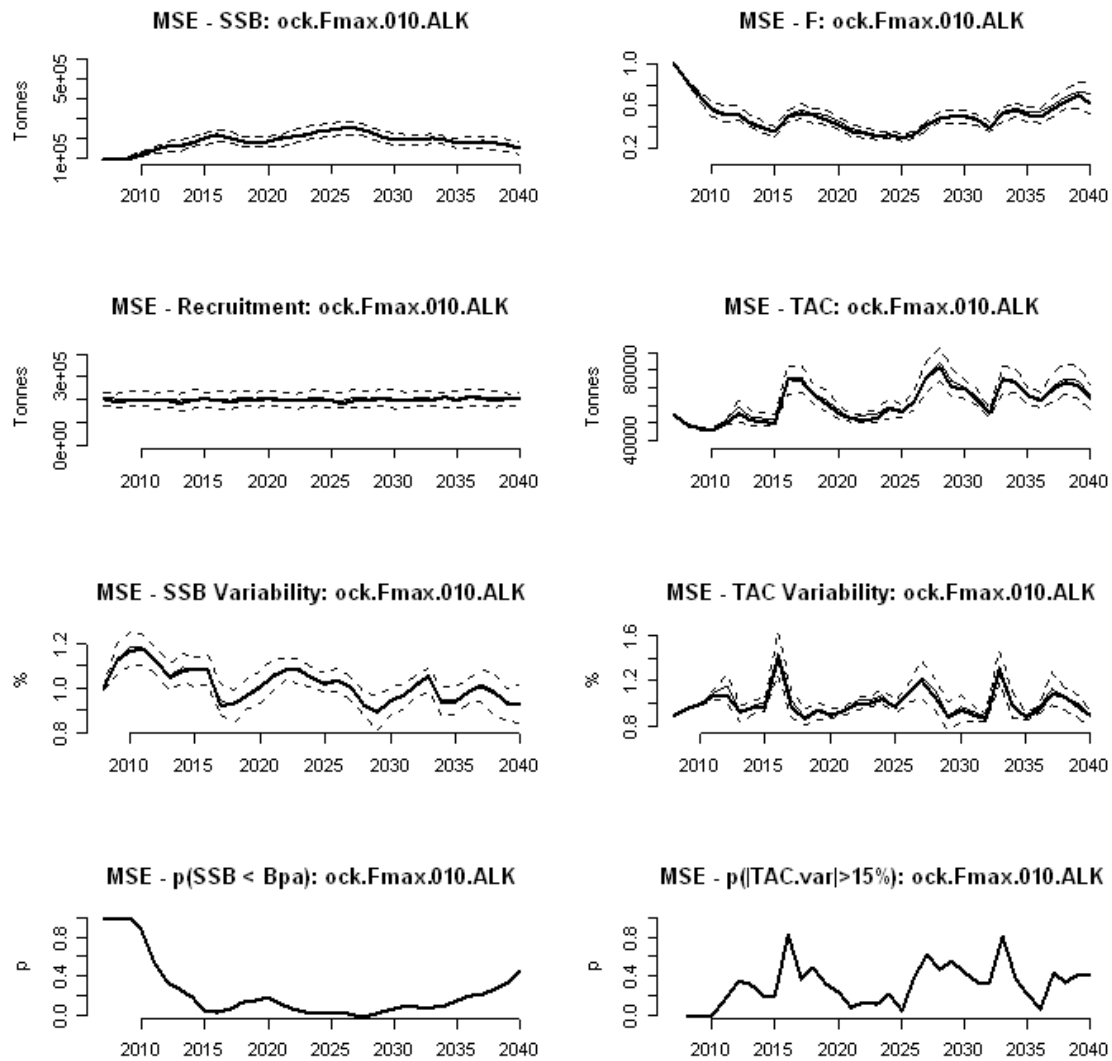 MSE - SSB: ock.Fmax.010.ALK
Tonnes
1e+05 5e+05
2010 2015 2020 2025 2030 2035 2040
MSE - F: ock.Fmax.010.ALK
0.2 0.6 1.0
2010 2015 2020 2025 2030 2035 2040
MSE - Recruitment: ock.Fmax.010.ALK
Tonnes
0e+00 3e+05
2010 2015 2020 2025 2030 2035 2040
MSE - TAC: ock.Fmax.010.ALK
Tonnes
40000 80000
2010 2015 2020 2025 2030 2035 2040
MSE - SSB Variability: ock.Fmax.010.ALK
%
0.8 1.0 1.2
2010 2015 2020 2025 2030 2035 2040
MSE - TAC Variability: ock.Fmax.010.ALK
%
0.8 1.2 1.6
2010 2015 2020 2025 2030 2035 2040
MSE - p(SSB < Bpa): ock.Fmax.010.ALK
p
0.0 0.4 0.8
2010 2015 2020 2025 2030 2035 2040
MSE - p(|TAC.var|>15%): ock.Fmax.010.ALK
p
0.0 0.4 0.8
2010 2015 2020 2025 2030 2035 2040